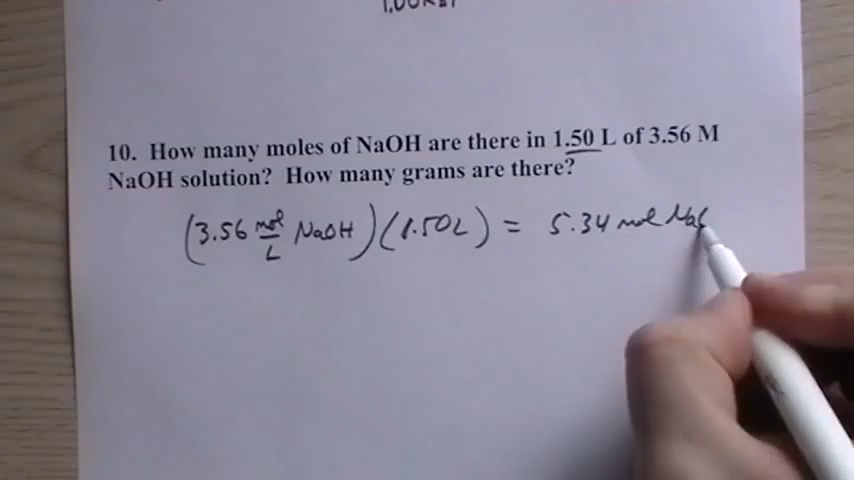 10. How many moles of NaOH are there in 1.50 L of 3.56 M
NaOH solution? How many grams are there?
(3.56 mol/L NaOH)(1.50L) = 5.34 mol Na